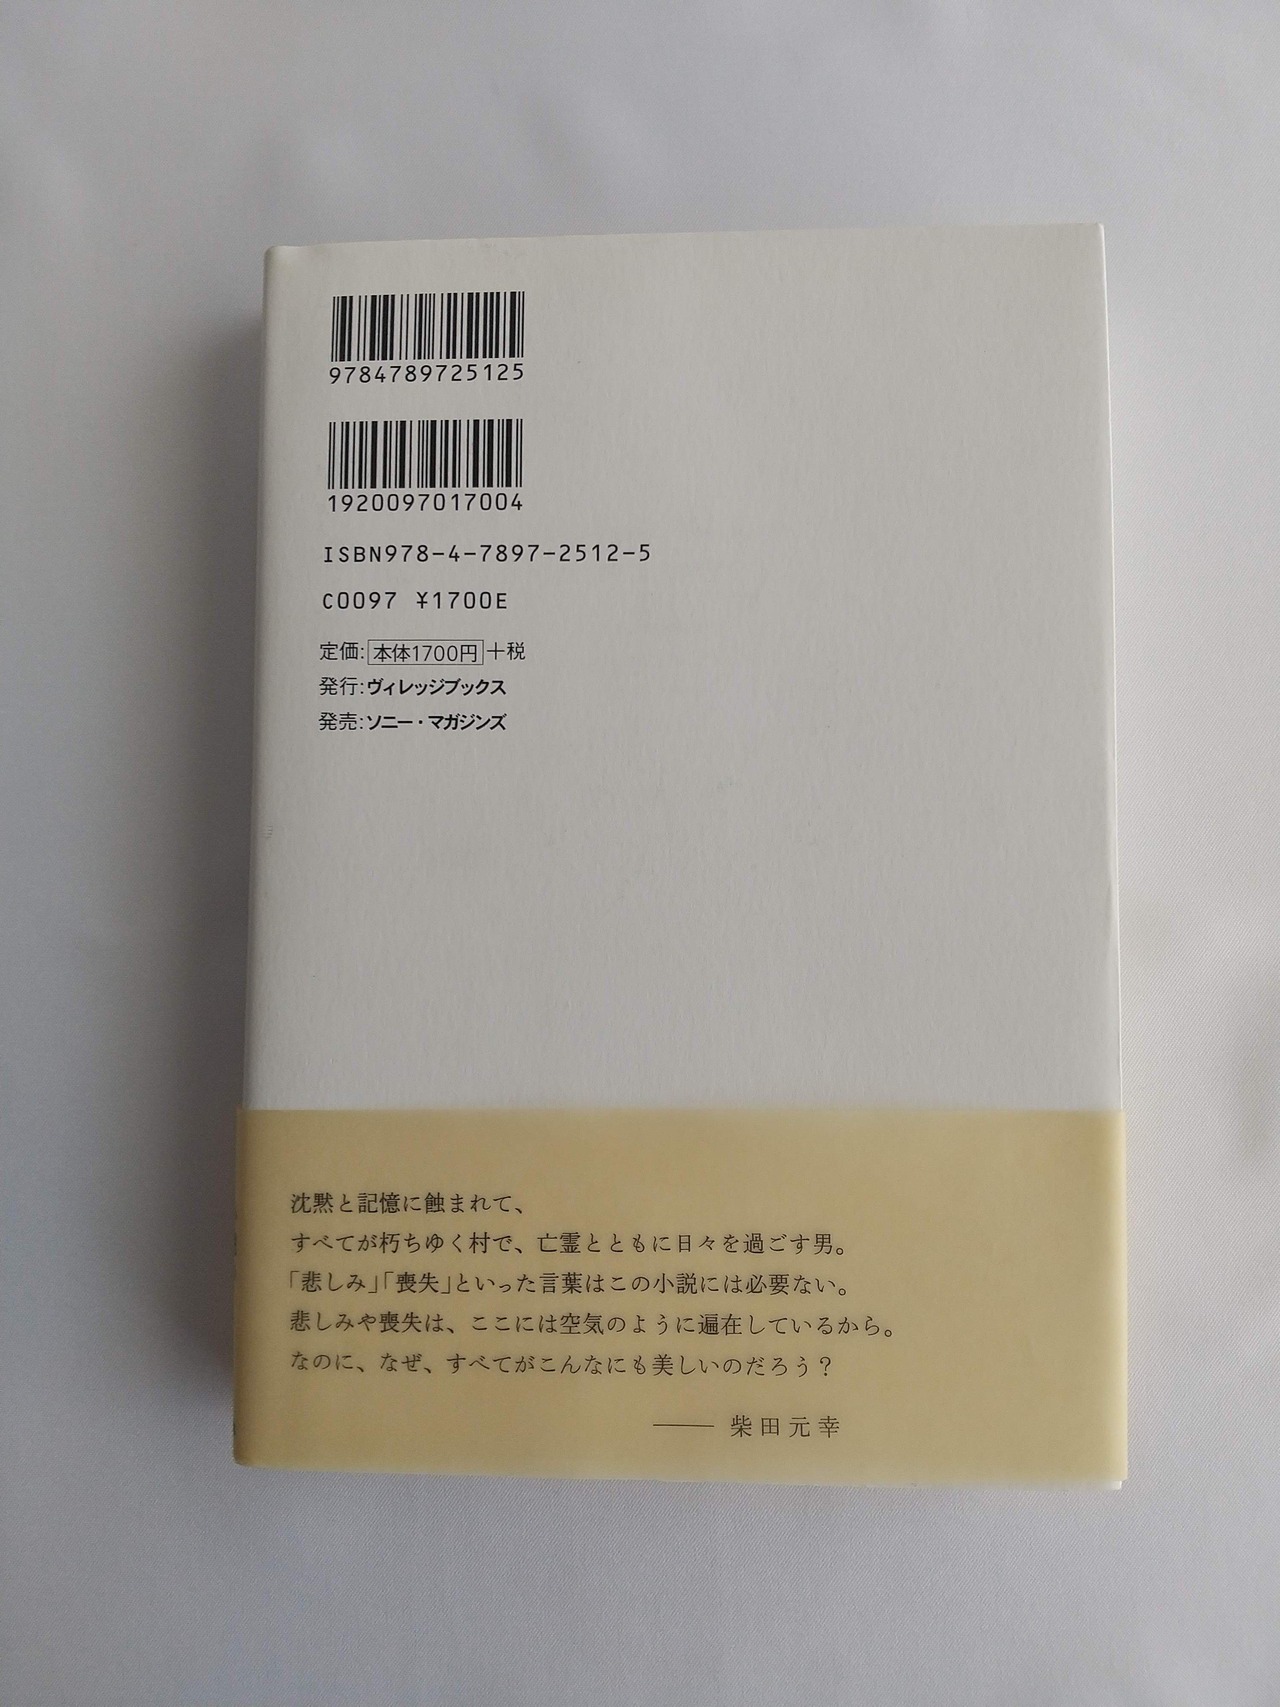 9784789725125
1920097017004
ISBN978-4-7897-2512-5
C0097 ¥1700E
定価:本体1700円+税
発行:ヴィレッジブックス
発売:ソニー・マガジンズ
沈黙と記憶に蝕まれて、
すべてが朽ちゆく村で、亡霊とともに日々を過ごす男。
「悲しみ」「喪失」といった言葉はこの小説には必要ない。
悲しみや喪失は、ここには空気のように遍在しているから。
なのに、なぜ、すべてがこんなにも美しいのだろう?
―― 柴田元幸